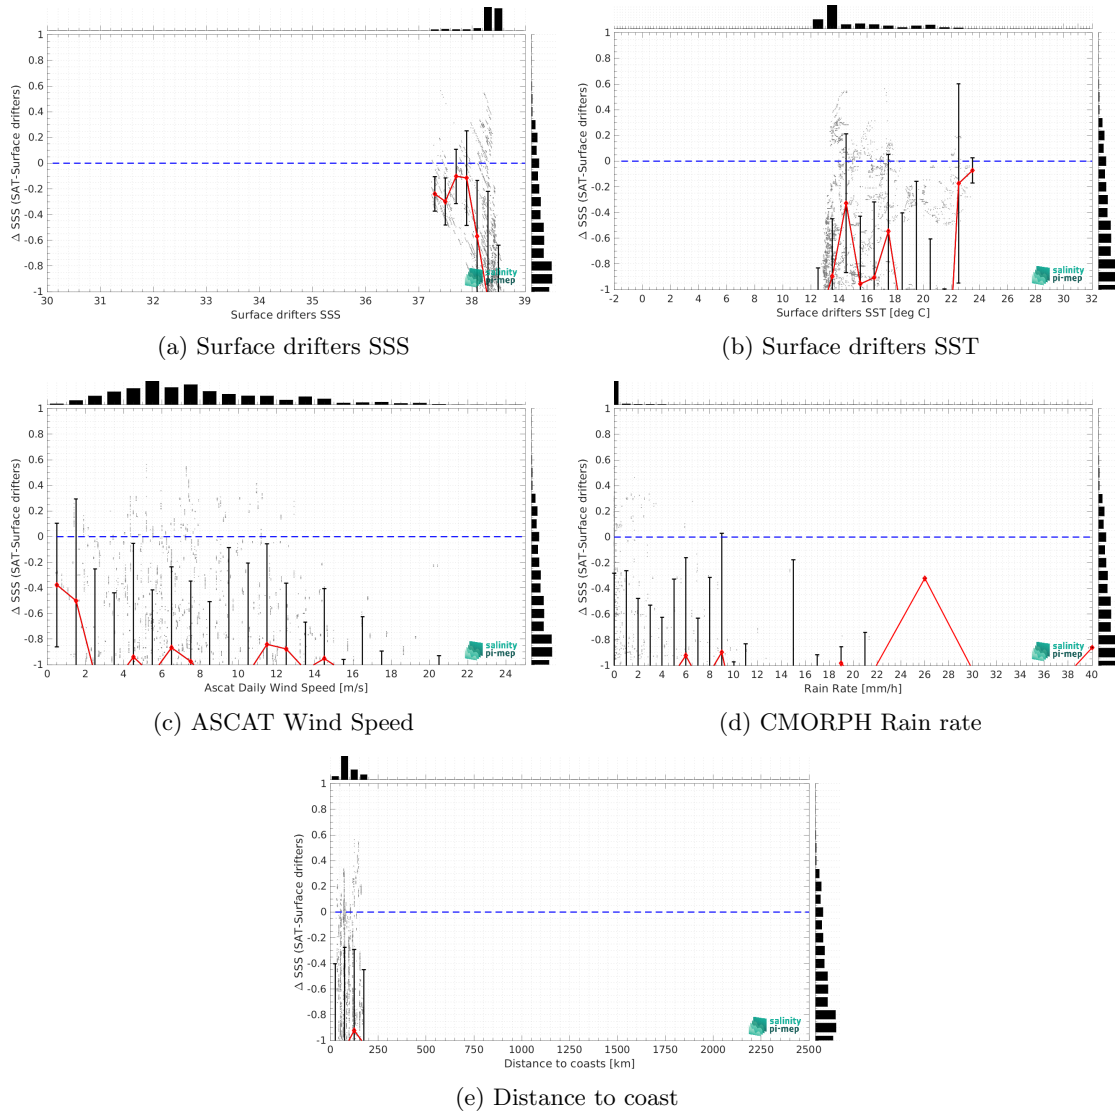 1
0.8
0.6
0.4
0.2
0
-0.2
-0.4
-0.6
-0.8
-1
Δ SSS (SAT-Surface drifters)
salinity
pi-mep
30 31 32 33 34 35 36 37 38 39
Surface drifters SSS
(a) Surface drifters SSS
1
0.8
0.6
0.4
0.2
0
-0.2
-0.4
-0.6
-0.8
-1
Δ SSS (SAT-Surface drifters)
salinity
pi-mep
-2 0 2 4 6 8 10 12 14 16 18 20 22 24 26 28 30 32
Surface drifters SST [deg C]
(b) Surface drifters SST
1
0.8
0.6
0.4
0.2
0
-0.2
-0.4
-0.6
-0.8
-1
Δ SSS (SAT-Surface drifters)
salinity
pi-mep
0 2 4 6 8 10 12 14 16 18 20 22 24
Ascat Daily Wind Speed [m/s]
(c) ASCAT Wind Speed
1
0.8
0.6
0.4
0.2
0
-0.2
-0.4
-0.6
-0.8
-1
Δ SSS (SAT-Surface drifters)
salinity
pi-mep
0 2 4 6 8 10 12 14 16 18 20 22 24 26 28 30 32 34 36 38 40
Rain Rate [mm/h]
(d) CMORPH Rain rate
1
0.8
0.6
0.4
0.2
0
-0.2
-0.4
-0.6
-0.8
-1
Δ SSS (SAT-Surface drifters)
salinity
pi-mep
0 250 500 750 1000 1250 1500 1750 2000 2250 2500
Distance to coasts [km]
(e) Distance to coast